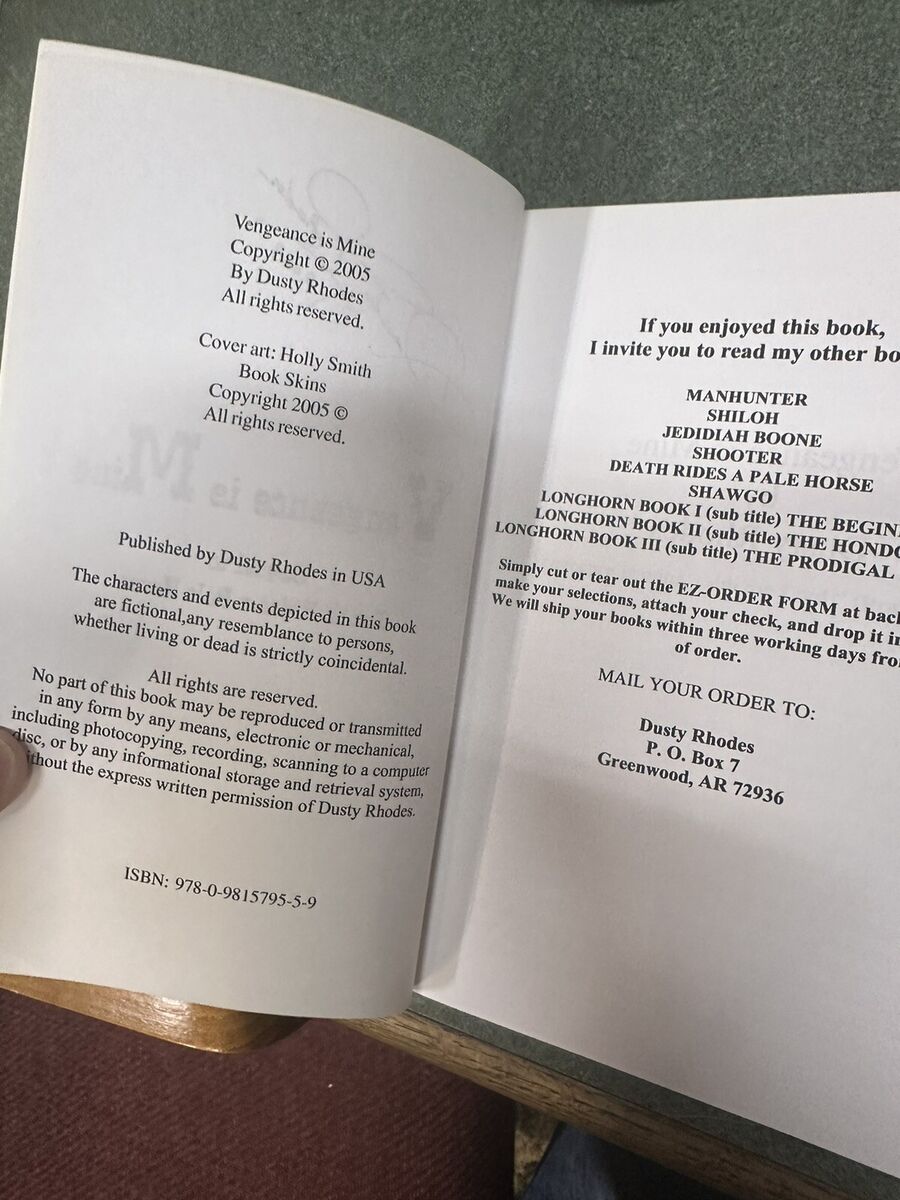 Vengeance is Mine
Copyright © 2005
By Dusty Rhodes
All rights reserved.
Cover art: Holly Smith
Book Skins
Copyright 2005 ©
All rights reserved.
Published by Dusty Rhodes in USA
The characters and events depicted in this book
are fictional,any resemblance to persons,
whether living or dead is strictly coincidental.
All rights are reserved.
No part of this book may be reproduced or transmitted
in any form by any means, electronic or mechanical,
including photocopying, recording, scanning to a computer
disc, or by any informational storage and retrieval system,
without the express written permission of Dusty Rhodes.
ISBN: 978-0-9815795-5-9
If you enjoyed this book,
I invite you to read my other bo
MANHUNTER
SHILOH
JEDIDIAH BOONE
SHOOTER
DEATH RIDES A PALE HORSE
SHAWGO
LONGHORN BOOK I (sub title) THE BEGIN
LONGHORN BOOK II (sub title) THE HONDO
LONGHORN BOOK III (sub title) THE PRODIGAL
Simply cut or tear out the EZ-ORDER FORM at back
make your selections, attach your check, and drop it in
We will ship your books within three working days fro
of order.
MAIL YOUR ORDER TO:
Dusty Rhodes
P. O. Box 7
Greenwood, AR 72936